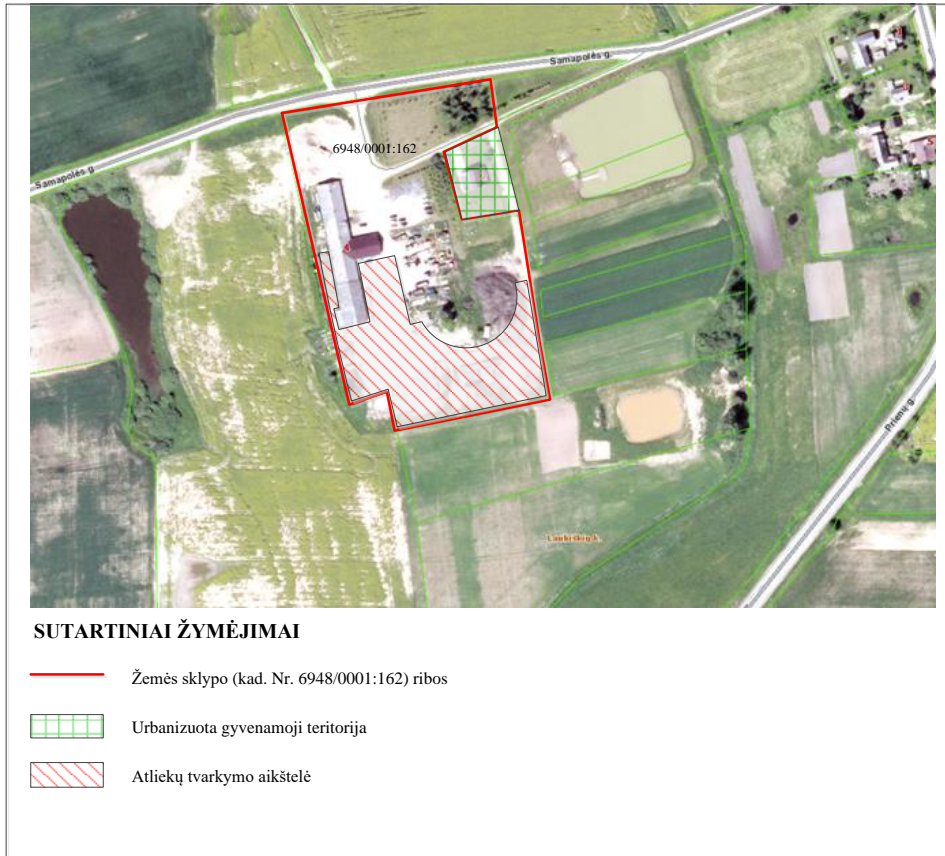 Samapolės g.
6948/0001:162
Samapolės g.
Prienų g.
SUTARTINIAI ŽYMĖJIMAI
Žemės sklypo (kad. Nr. 6948/0001:162) ribos
Urbanizuota gyvenamoji teritorija
Atliekų tvarkymo aikštelė